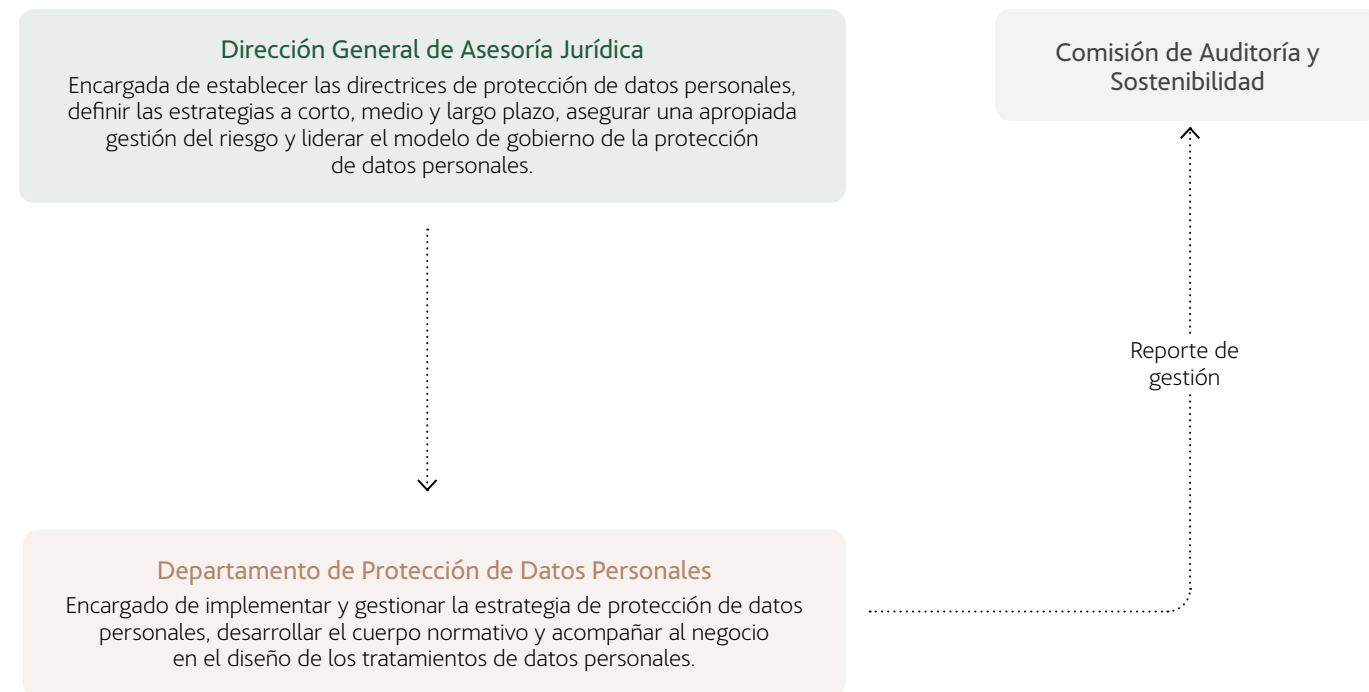 Dirección General de Asesoría Jurídica
Encargada de establecer las directrices de protección de datos personales,
definir las estrategias a corto, medio y largo plazo, asegurar una apropiada
gestión del riesgo y liderar el modelo de gobierno de la protección
de datos personales.
Comisión de Auditoría y
Sostenibilidad
Reporte de
gestión
Departamento de Protección de Datos Personales
Encargado de implementar y gestionar la estrategia de protección de datos
personales, desarrollar el cuerpo normativo y acompañar al negocio
en el diseño de los tratamientos de datos personales.